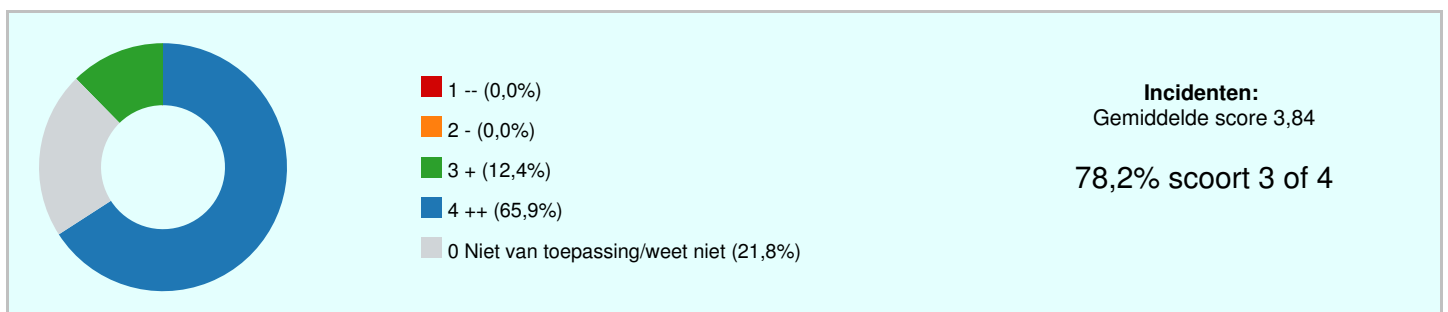 1 -- (0,0%)
2 - (0,0%)
3 + (12,4%)
4 ++ (65,9%)
0 Niet van toepassing/weet niet (21,8%)
Incidenten:
Gemiddelde score 3,84
78,2% scoort 3 of 4